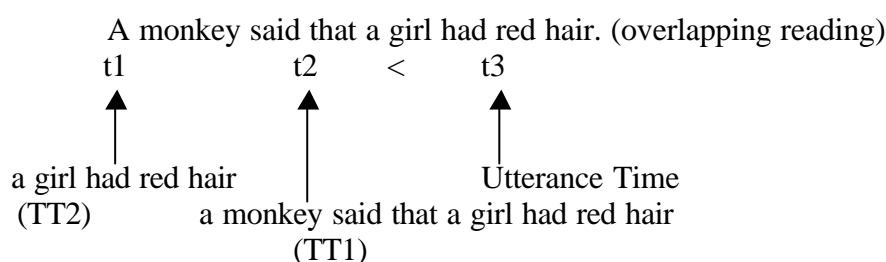 A monkey said that a girl had red hair. (overlapping reading)
t1 t2 < t3
a girl had red hair Utterance Time
(TT2) a monkey said that a girl had red hair
(TT1)